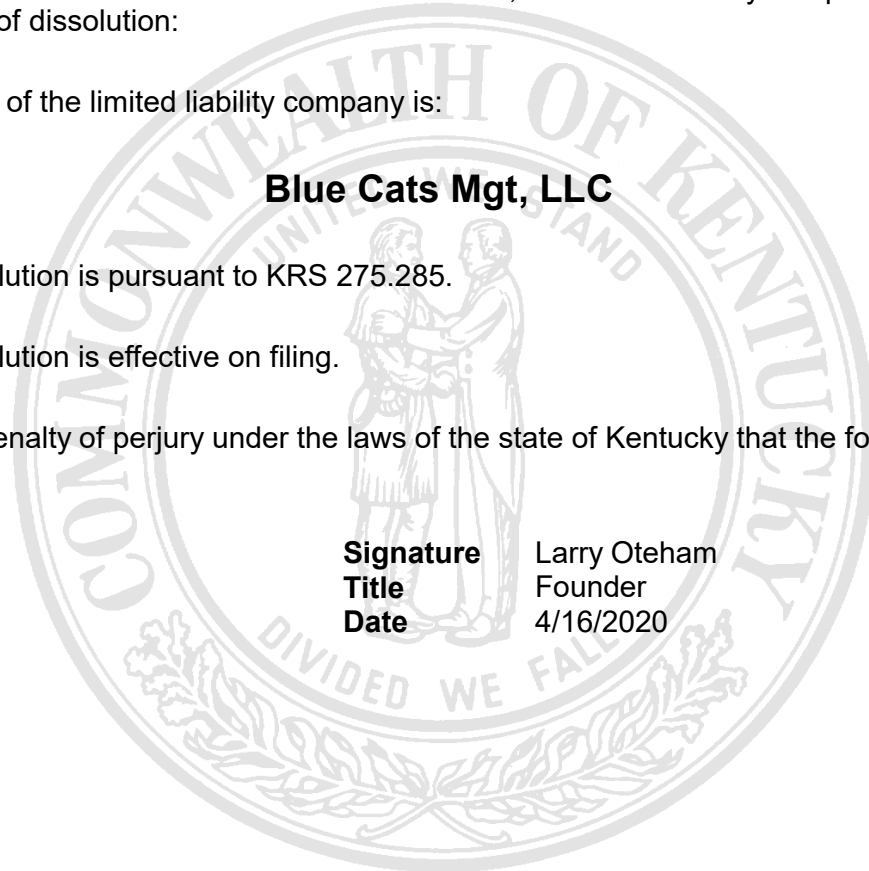 of dissolution:
of the limited liability company is:
Blue Cats Mgt, LLC
lution is pursuant to KRS 275.285.
lution is effective on filing.
enalty of perjury under the laws of the state of Kentucky that the fo
Signature Larry Oteham
Title Founder
Date 4/16/2020
COMMONWEALTH OF KENTUCKY
UNITED WE STAND
DIVIDED WE FALL